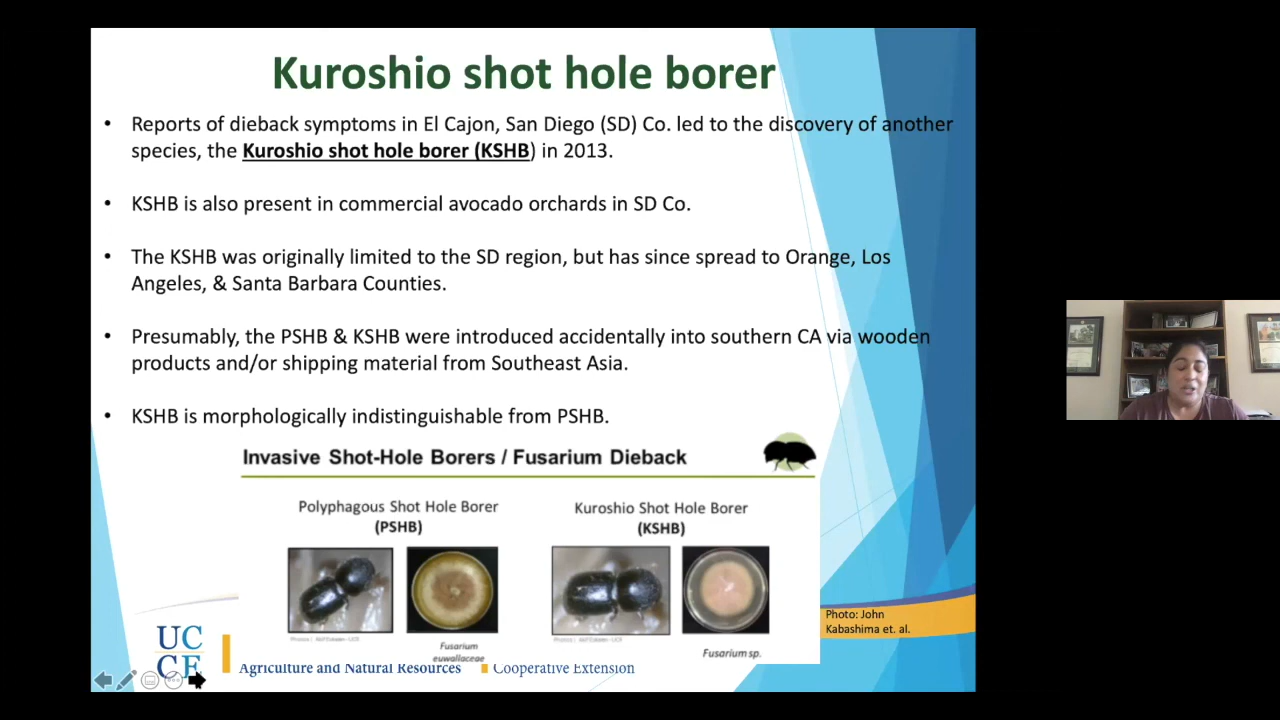 Kuroshio shot hole borer
• Reports of dieback symptoms in El Cajon, San Diego (SD) Co. led to the discovery of another
species, the Kuroshio shot hole borer (KSHB) in 2013.
• KSHB is also present in commercial avocado orchards in SD Co.
• The KSHB was originally limited to the SD region, but has since spread to Orange, Los
Angeles, & Santa Barbara Counties.
• Presumably, the PSHB & KSHB were introduced accidentally into southern CA via wooden
products and/or shipping material from Southeast Asia.
• KSHB is morphologically indistinguishable from PSHB.
Invasive Shot-Hole Borers / Fusarium Dieback
Polyphagous Shot Hole Borer
(PSHB)
Kuroshio Shot Hole Borer
(KSHB)
Fusarium
euwallaceae
Fusarium sp.
Photo: John
Kabashima et. al.
UC
CE
Agriculture and Natural Resources
Cooperative Extension